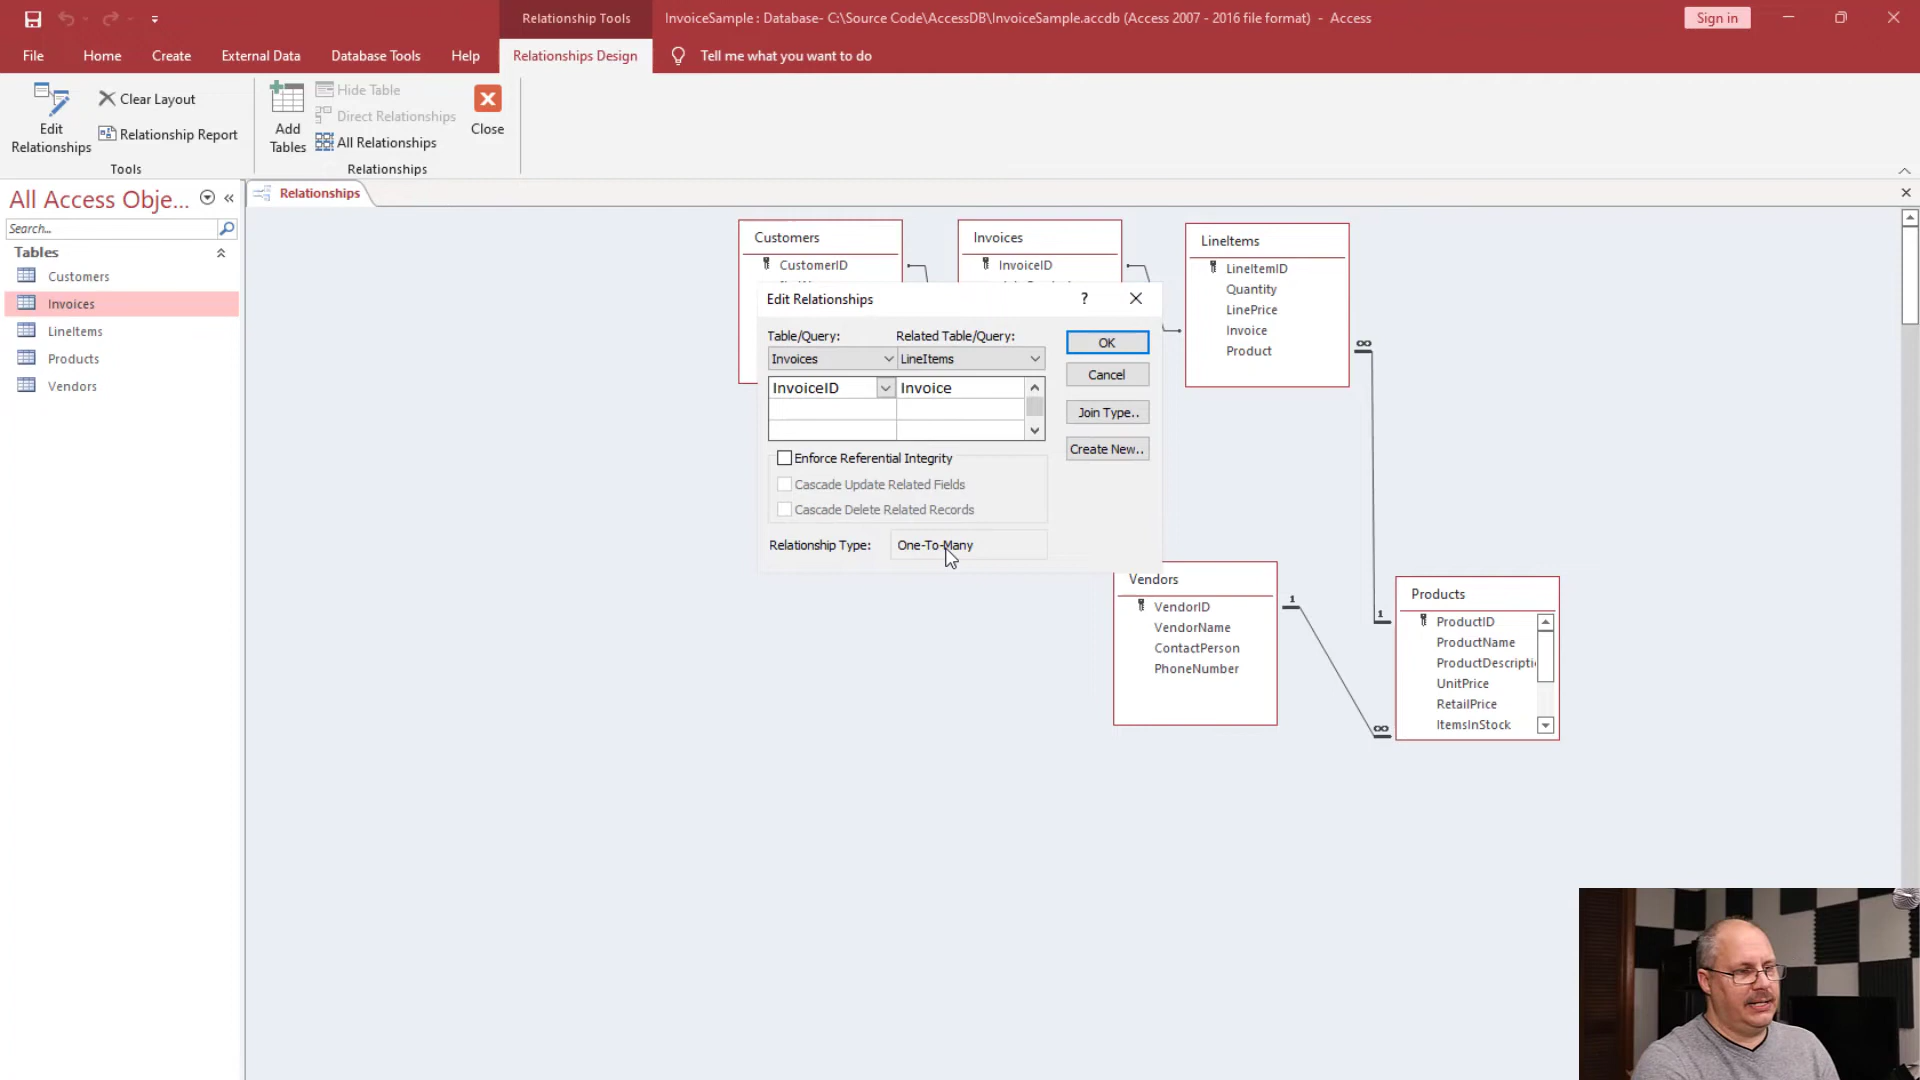 Relationship Tools
InvoiceSample : Database- C:\Source Code\AccessDB\InvoiceSample.accdb (Access 2007 - 2016 file format) - Access
Sign in
File
Home
Create
External Data
Database Tools
Help
Relationships Design
Tell me what you want to do
Edit Relationships
Clear Layout
Relationship Report
Tools
Add Tables
Hide Table
Direct Relationships
All Relationships
Relationships
Close
All Access Obje...
Search...
Tables
Customers
Invoices
LineItems
Products
Vendors
Relationships
Customers
CustomerID
Invoices
InvoiceID
LineItems
LineItemID
Quantity
LinePrice
Invoice
Product
Edit Relationships
?
Table/Query:
Related Table/Query:
Invoices
LineItems
InvoiceID
Invoice
OK
Cancel
Join Type..
Create New..
Enforce Referential Integrity
Cascade Update Related Fields
Cascade Delete Related Records
Relationship Type:
One-To-Many
∞
Vendors
VendorID
VendorName
ContactPerson
PhoneNumber
1
1
∞
Products
ProductID
ProductName
ProductDescripti
UnitPrice
RetailPrice
ItemsInStock